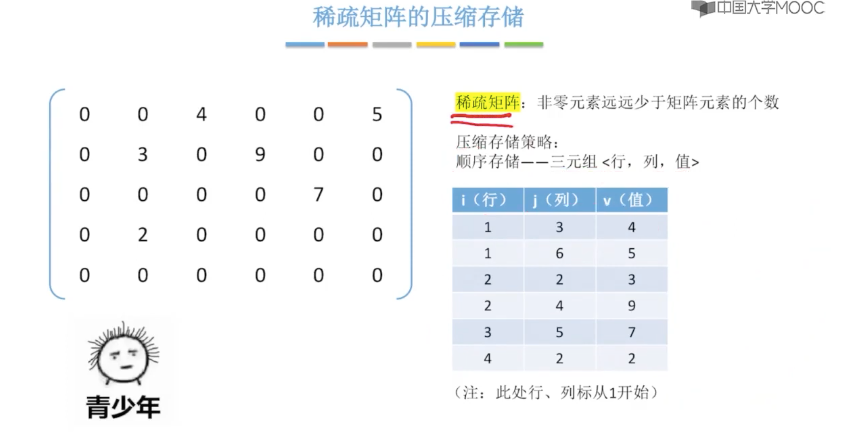 稀疏矩阵的压缩存储
中国大学MOOC
0 0 4 0 0 5
0 3 0 9 0 0
0 0 0 0 7 0
0 2 0 0 0 0
0 0 0 0 0 0
青少年
稀疏矩阵：非零元素远远少于矩阵元素的个数
压缩存储策略：
顺序存储——三元组 <行，列，值>
i（行） j（列） v（值）
1 3 4
1 6 5
2 2 3
2 4 9
3 5 7
4 2 2
（注：此处行、列标从1开始）